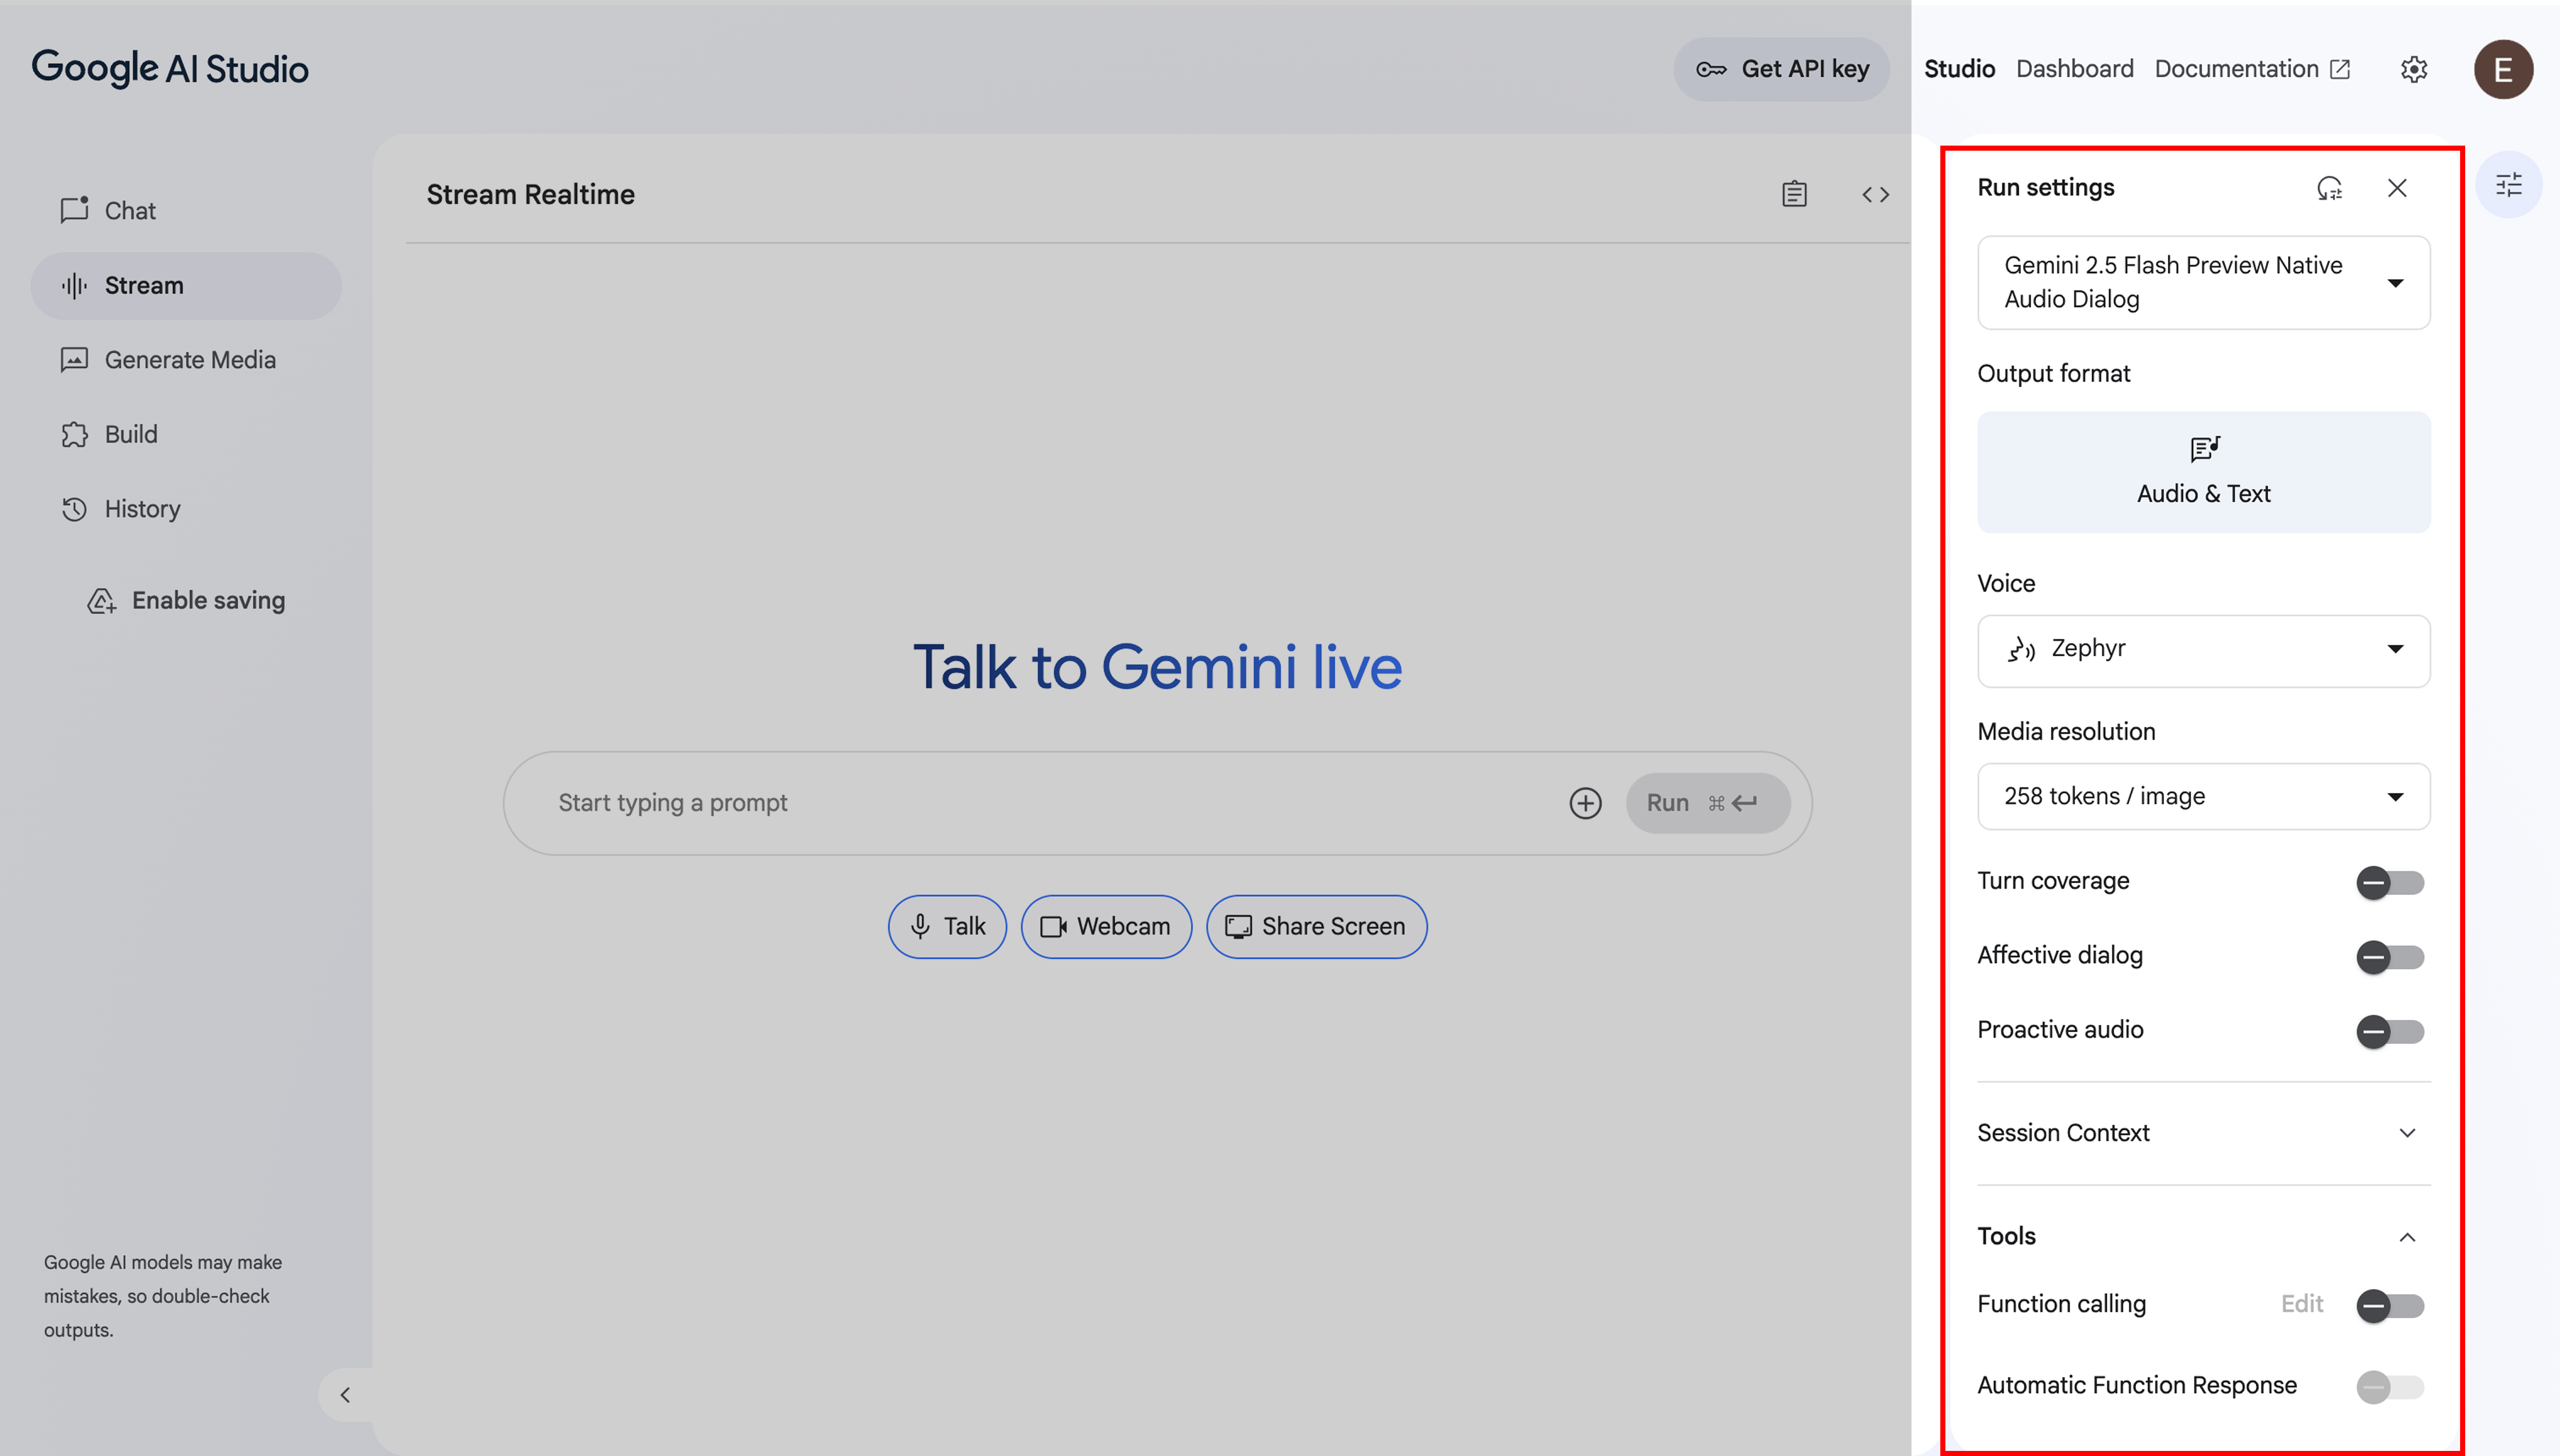 Google AI Studio
Get API key
Studio
Dashboard
Documentation
E
Chat
Stream
Generate Media
Build
History
Enable saving
Google AI models may make
mistakes, so double-check
outputs.
Stream Realtime
Talk to Gemini live
Start typing a prompt
Run ⌘
Talk
Webcam
Share Screen
Run settings
Gemini 2.5 Flash Preview Native
Audio Dialog
Output format
Audio & Text
Voice
Zephyr
Media resolution
258 tokens / image
Turn coverage
Affective dialog
Proactive audio
Session Context
Tools
Function calling
Edit
Automatic Function Response